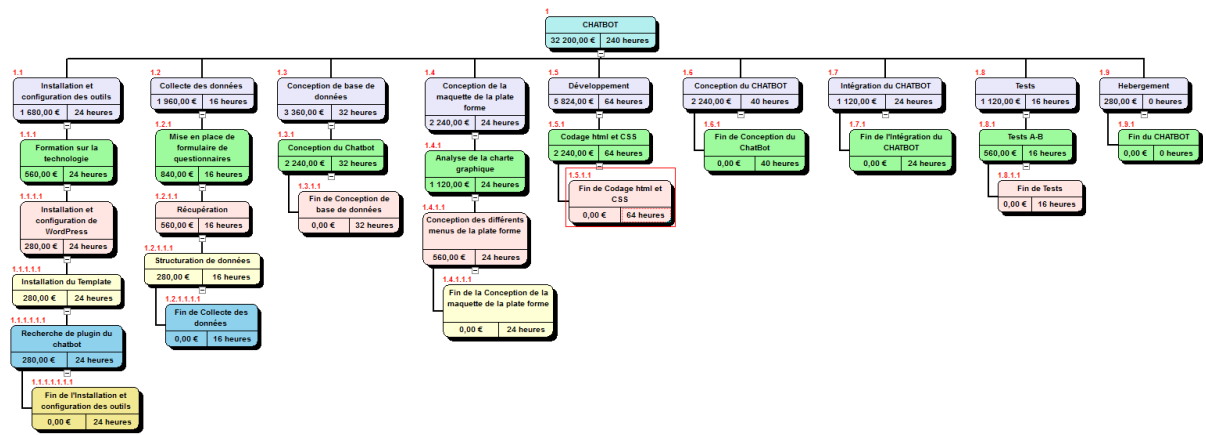 1
CHATBOT
32 200,00 € 240 heures
1.1
Installation et
configuration des outils
1 680,00 € 24 heures
1.1.1
Formation sur la
technologie
560,00 € 24 heures
1.1.1.1
Installation et
configuration de
WordPress
280,00 € 24 heures
1.1.1.1.1
Installation du Template
280,00 € 24 heures
1.1.1.1.1.1
Recherche de plugin du
chatbot
280,00 € 24 heures
1.1.1.1.1.1.1
Fin de l'Installation et
configuration des outils
0,00 € 24 heures
1.2
Collecte de données
1 960,00 € 16 heures
1.2.1
Mise en place de
formulaire de
questionnaires
840,00 € 16 heures
1.2.1.1
Récupération
560,00 € 16 heures
1.2.1.1.1
Structuration de données
280,00 € 16 heures
1.2.1.1.1.1
Fin de Collecte des
données
0,00 € 16 heures
1.3
Conception de base de
données
3 360,00 € 32 heures
1.3.1
Conception du Chatbot
2 240,00 € 32 heures
1.3.1.1
Fin de Conception de
base de données
0,00 € 32 heures
1.4
Conception de la
maquette de la plate
forme
2 240,00 € 24 heures
1.4.1
Analyse de la charte
graphique
1 120,00 € 24 heures
1.4.1.1
Conception des différents
menus de la plate forme
560,00 € 24 heures
1.4.1.1.1
Fin de la Conception de la
maquette de la plate forme
0,00 € 24 heures
1.5
Développement
5 824,00 € 64 heures
1.5.1
Codage html et CSS
2 240,00 € 64 heures
1.5.1.1
Fin de Codage html et
CSS
0,00 € 64 heures
1.6
Conception du CHATBOT
2 240,00 € 40 heures
1.6.1
Fin de Conception du
ChatBot
0,00 € 40 heures
1.7
Intégration du CHATBOT
1 120,00 € 24 heures
1.7.1
Fin de l'Intégration du
CHATBOT
0,00 € 24 heures
1.8
Tests
1 120,00 € 16 heures
1.8.1
Tests A-B
560,00 € 16 heures
1.8.1.1
Fin de Tests
0,00 € 16 heures
1.9
Hebergement
280,00 € 0 heures
1.9.1
Fin du CHATBOT
0,00 € 0 heures